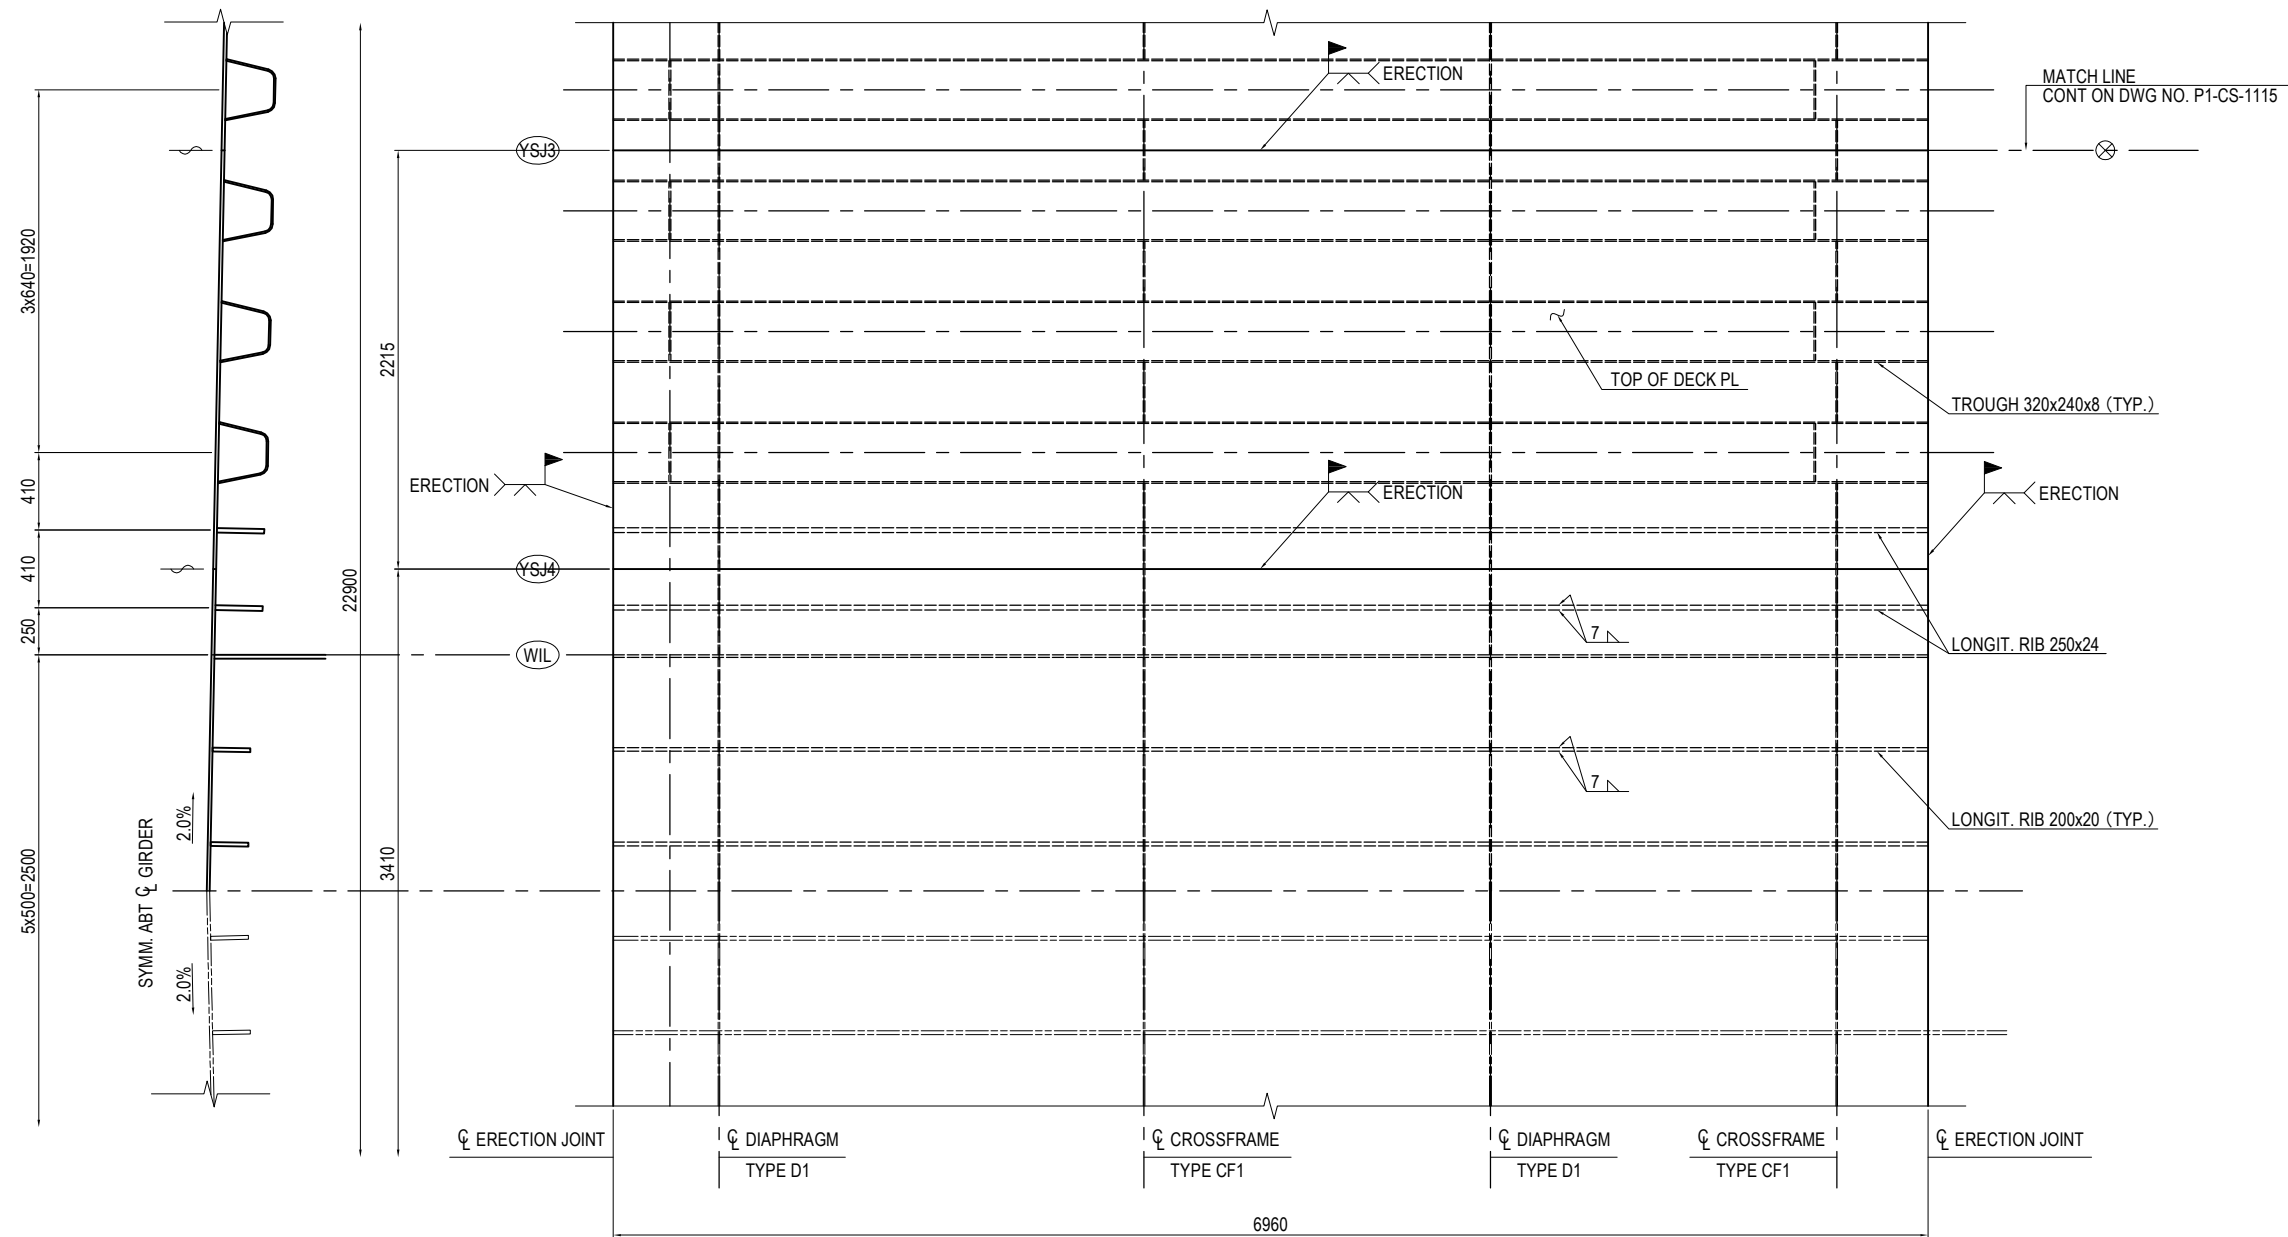 ERECTION
MATCH LINE
CONT ON DWG NO. P1-CS-1115
YSJ3
3x640=1920
2215
TOP OF DECK PL
TROUGH 320x240x8 (TYP.)
410
ERECTION
ERECTION
ERECTION
410
YSJ4
22900
250
7
WIL
LONGIT. RIB 250x24
7
2.0%
LONGIT. RIB 200x20 (TYP.)
SYMM. ABT ℄ GIRDER
3410
5x500=2500
2.0%
℄ ERECTION JOINT
℄ DIAPHRAGM
TYPE D1
℄ CROSSFRAME
TYPE CF1
℄ DIAPHRAGM
TYPE D1
℄ CROSSFRAME
TYPE CF1
℄ ERECTION JOINT
6960